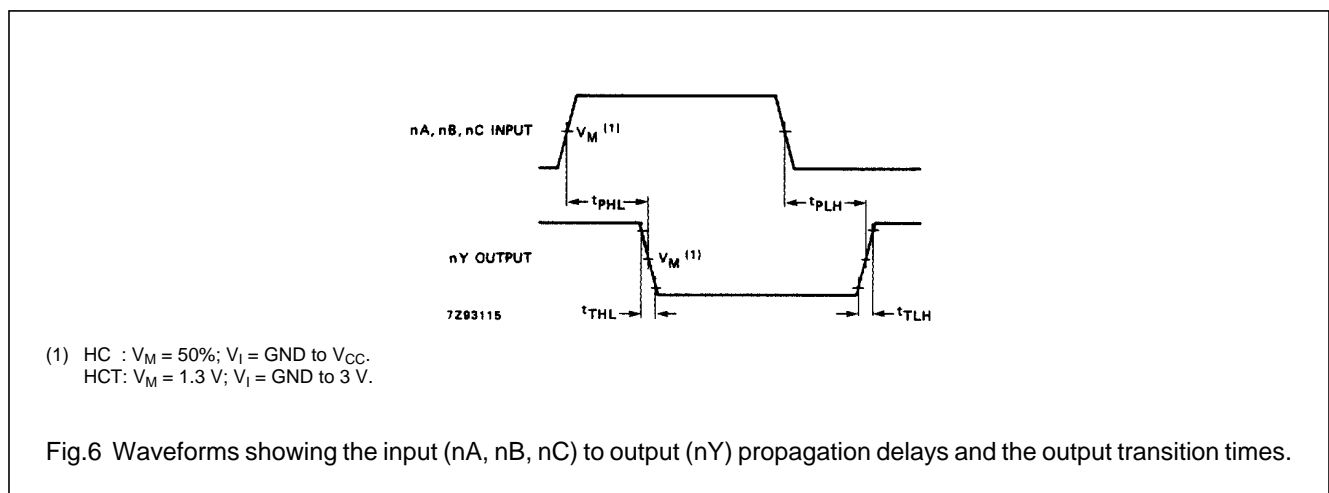 nA, nB, nC INPUT
VM (1)
tPHL
tPLH
nY OUTPUT
VM (1)
7Z93115
tTHL
tTLH
(1) HC : VM = 50%; VI = GND to VCC.
HCT: VM = 1.3 V; VI = GND to 3 V.
Fig.6 Waveforms showing the input (nA, nB, nC) to output (nY) propagation delays and the output transition times.